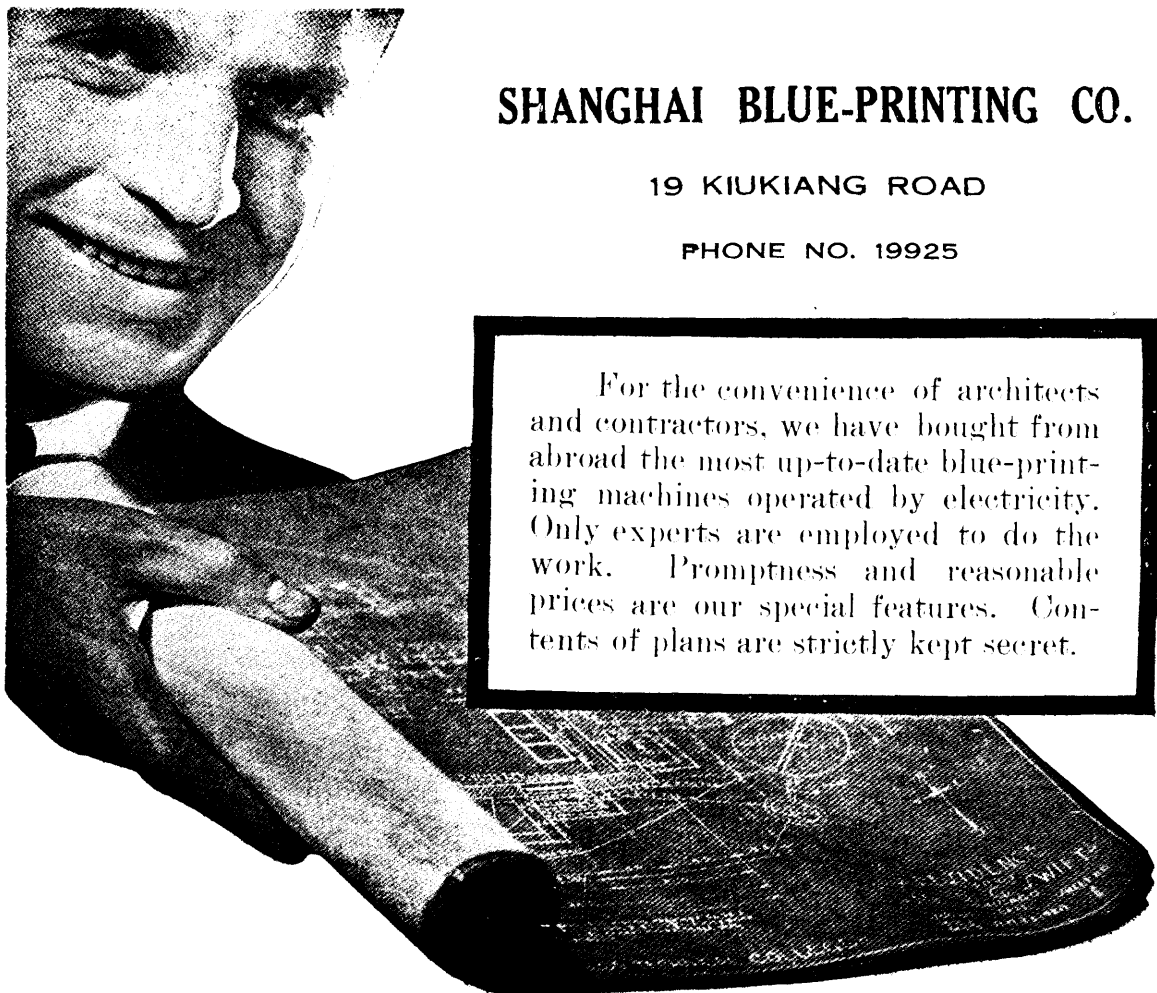 SHANGHAI BLUE-PRINTING CO.
19 KIUKIANG ROAD
PHONE NO. 19925
For the convenience of architects
and contractors, we have bought from
abroad the most up-to-date blue-print-
ing machines operated by electricity.
Only experts are employed to do the
work. Promptness and reasonable
prices are our special features. Con-
tents of plans are strictly kept secret.